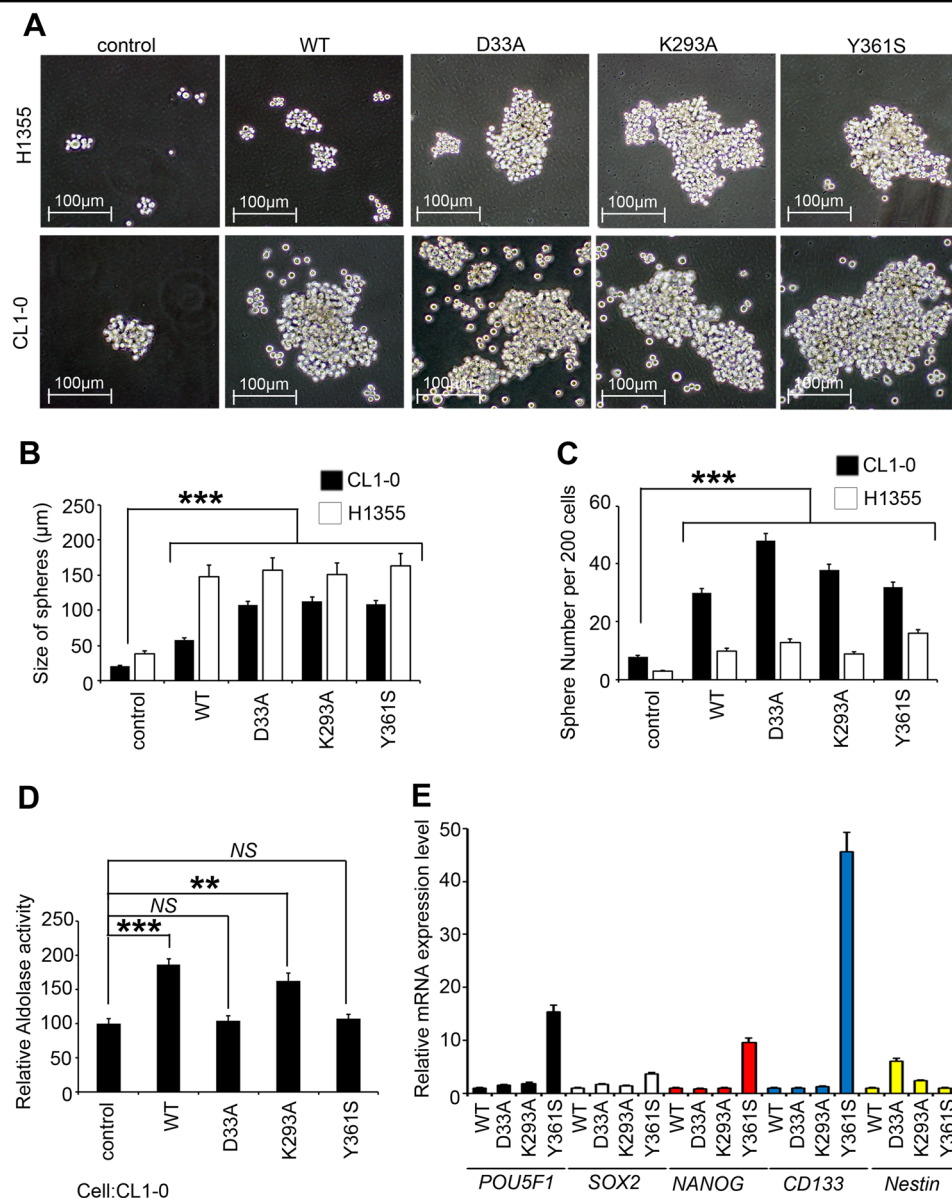 A
control WT D33A K293A Y361S
H1355
100μm 100μm 100μm 100μm 100μm
CL1-0
100μm 100μm 100μm 100μm 100μm
B
CL1-0
H1355
***
Size of spheres (μm)
250
200
150
100
50
0
control WT D33A K293A Y361S
C
CL1-0
H1355
***
Sphere Number per 200 cells
60
40
20
0
control WT D33A K293A Y361S
D
NS
**
NS
***
Relative Aldolase activity
250
200
150
100
50
0
control WT D33A K293A Y361S
Cell:CL1-0
E
Relative mRNA expression level
50
40
30
20
10
0
WT D33A K293A Y361S WT D33A K293A Y361S WT D33A K293A Y361S WT D33A K293A Y361S WT D33A K293A Y361S
POU5F1 SOX2 NANOG CD133 Nestin